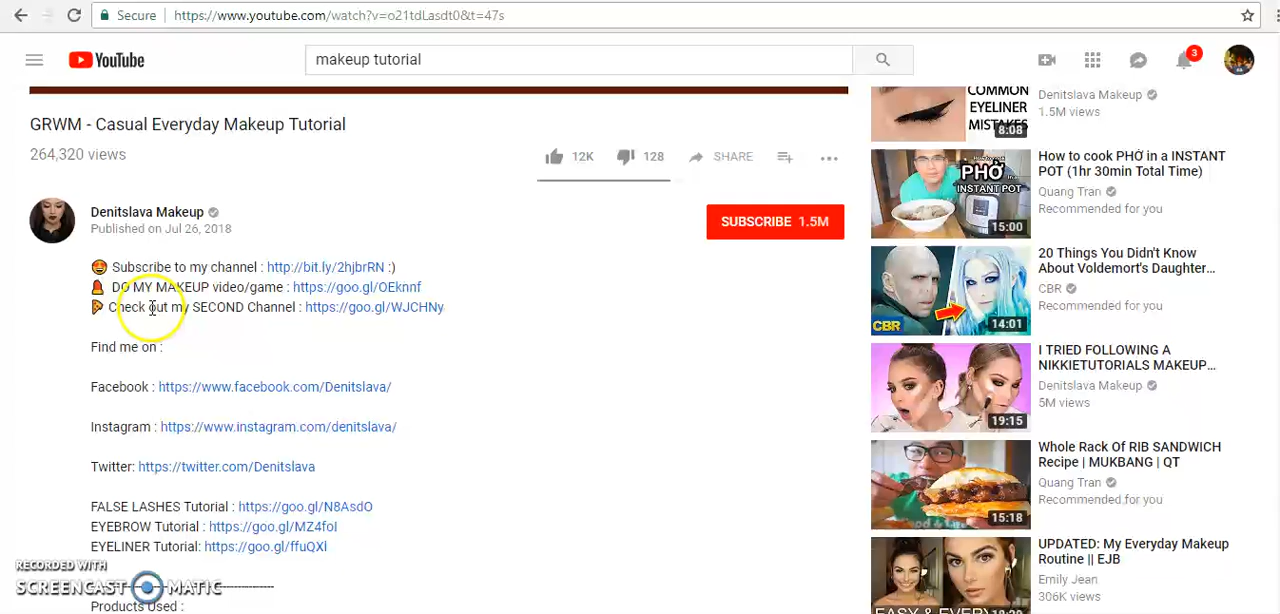 Secure https://www.youtube.com/watch?v=o21tdLasdt0&t=47s
YouTube
makeup tutorial
3
GRWM - Casual Everyday Makeup Tutorial
264,320 views
12K
128
SHARE
Denitslava Makeup
Published on Jul 26, 2018
SUBSCRIBE 1.5M
Subscribe to my channel : http://bit.ly/2hjbrRN :)
DO MY MAKEUP video/game : https://goo.gl/OEknnf
Check out my SECOND Channel : https://goo.gl/WJCHNy
Find me on :
Facebook : https://www.facebook.com/Denitslava/
Instagram : https://www.instagram.com/denitslava/
Twitter: https://twitter.com/Denitslava
FALSE LASHES Tutorial : https://goo.gl/N8AsdO
EYEBROW Tutorial : https://goo.gl/MZ4foI
EYELINER Tutorial: https://goo.gl/ffuQXl
Products Used :
RECORDED WITH
SCREENCAST MATIC
COMMON
EYELINER
MISTAKES
8:08
Denitslava Makeup
1.5M views
PHỞ
in a
INSTANT
POT
15:00
How to cook PHỞ in a INSTANT
POT (1hr 30min Total Time)
Quang Tran
Recommended for you
CBR
14:01
20 Things You Didn't Know
About Voldemort's Daughter...
CBR
Recommended for you
19:15
I TRIED FOLLOWING A
NIKKIETUTORIALS MAKEUP...
Denitslava Makeup
5M views
15:18
Whole Rack Of RIB SANDWICH
Recipe | MUKBANG | QT
Quang Tran
Recommended for you
EASY & EVERY
UPDATED: My Everyday Makeup
Routine || EJB
Emily Jean
306K views